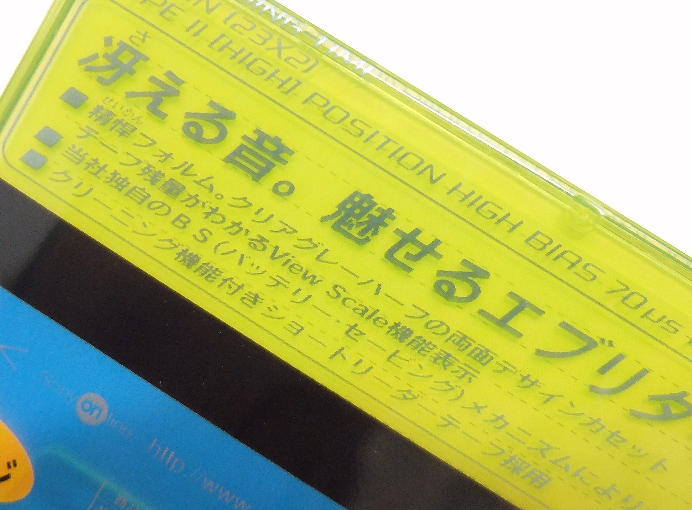 N (23X2)
TYPE II [HIGH] POSITION HIGH BIAS 70μs
さ
冴える音。魅せるエブリタ
せいかん
■精悍フォルム。クリアグレーハーフの両面デザインカセット
テープ残量がわかるView Scale機能表示
■当社独自のBS(バッテリー セービング)メカニズムにより
■クリーニング機能付きショートリーダーテープ採用
on
http://www.